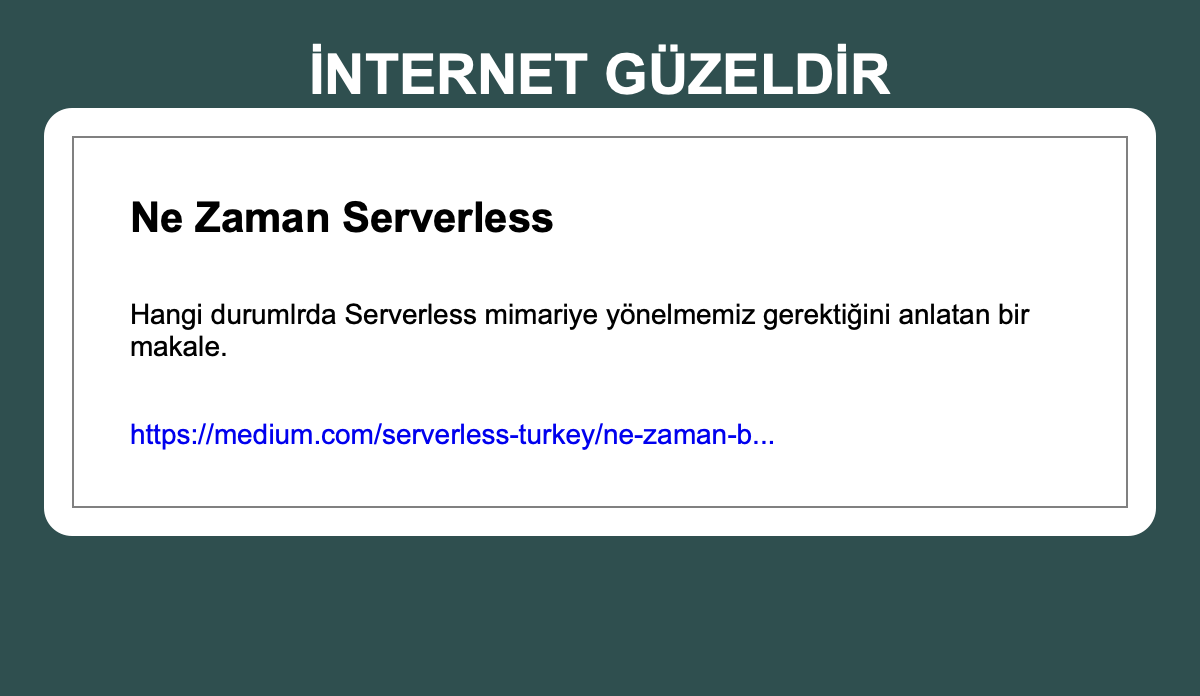 İNTERNET GÜZELDİR
Ne Zaman Serverless
Hangi durumlrda Serverless mimariye yönelmemiz gerektiğini anlatan bir
makale.
https://medium.com/serverless-turkey/ne-zaman-b...